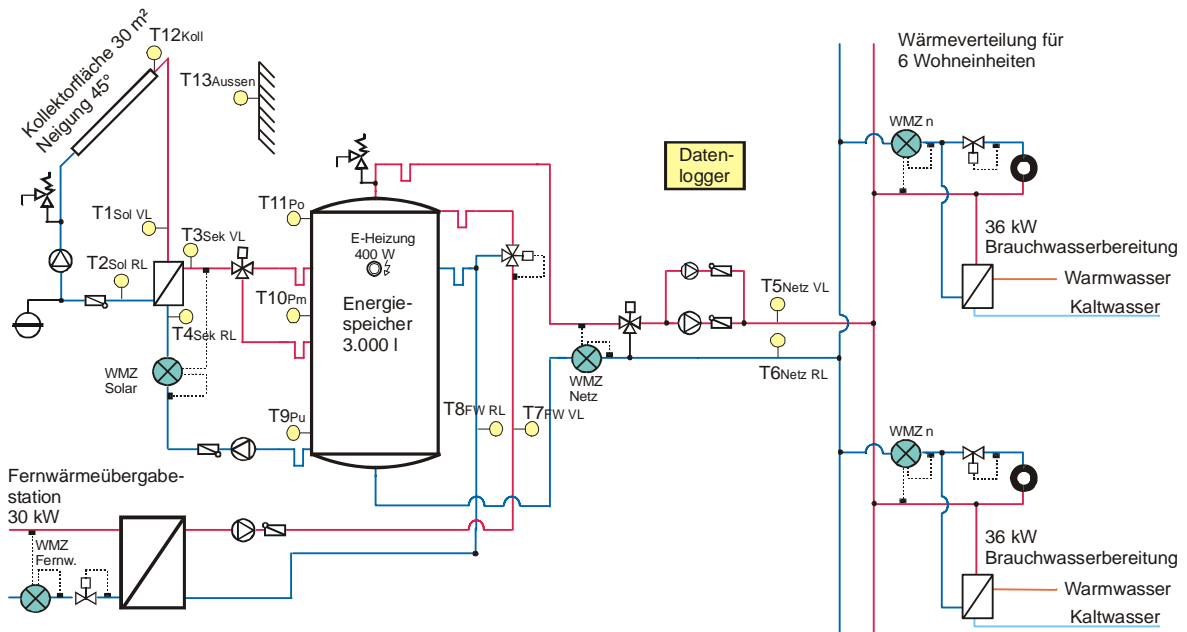 Kollektorfläche 30 m²
Neigung 45°
T12Koll
T13Aussen
T1Sol VL
T2Sol RL
T3Sek VL
T4Sek RL
WMZ
Solar
T11Po
T10Pm
T9Pu
E-Heizung
400 W
Energie-
speicher
3.000 l
T8FW RL
T7FW VL
Daten-
logger
WMZ
Netz
T5Netz VL
T6Netz RL
Fernwärmeübergabe-
station
30 kW
WMZ
Fernw.
Wärmeverteilung für
6 Wohneinheiten
WMZ n
36 kW
Brauchwasserbereitung
Warmwasser
Kaltwasser
WMZ n
36 kW
Brauchwasserbereitung
Warmwasser
Kaltwasser